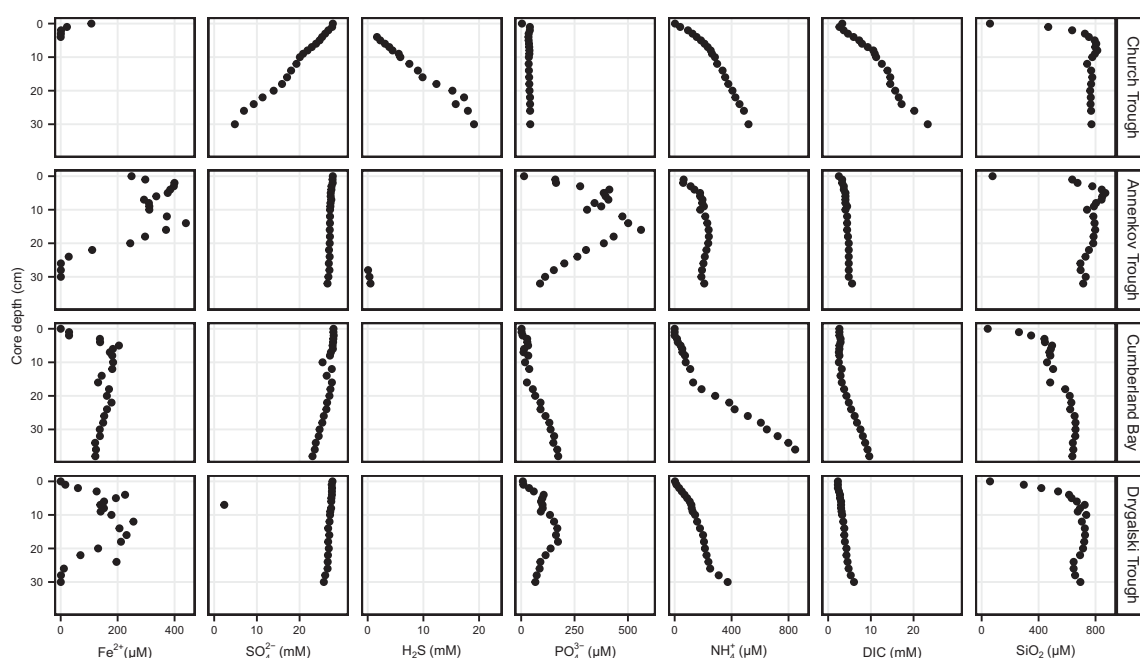 0
10
20
30
Church Trough
0
10
20
30
Annenkov Trough
0
10
20
30
Cumberland Bay
0
10
20
30
Drygalski Trough
Core depth (cm)
0 200 400
0 10 20
0 10 20
0 250 500
0 400 800
0 10 20
0 400 800
Fe²⁺(µM)
SO₄²⁻ (mM)
H₂S (mM)
PO₄³⁻ (µM)
NH₄⁺ (µM)
DIC (mM)
SiO₂ (µM)